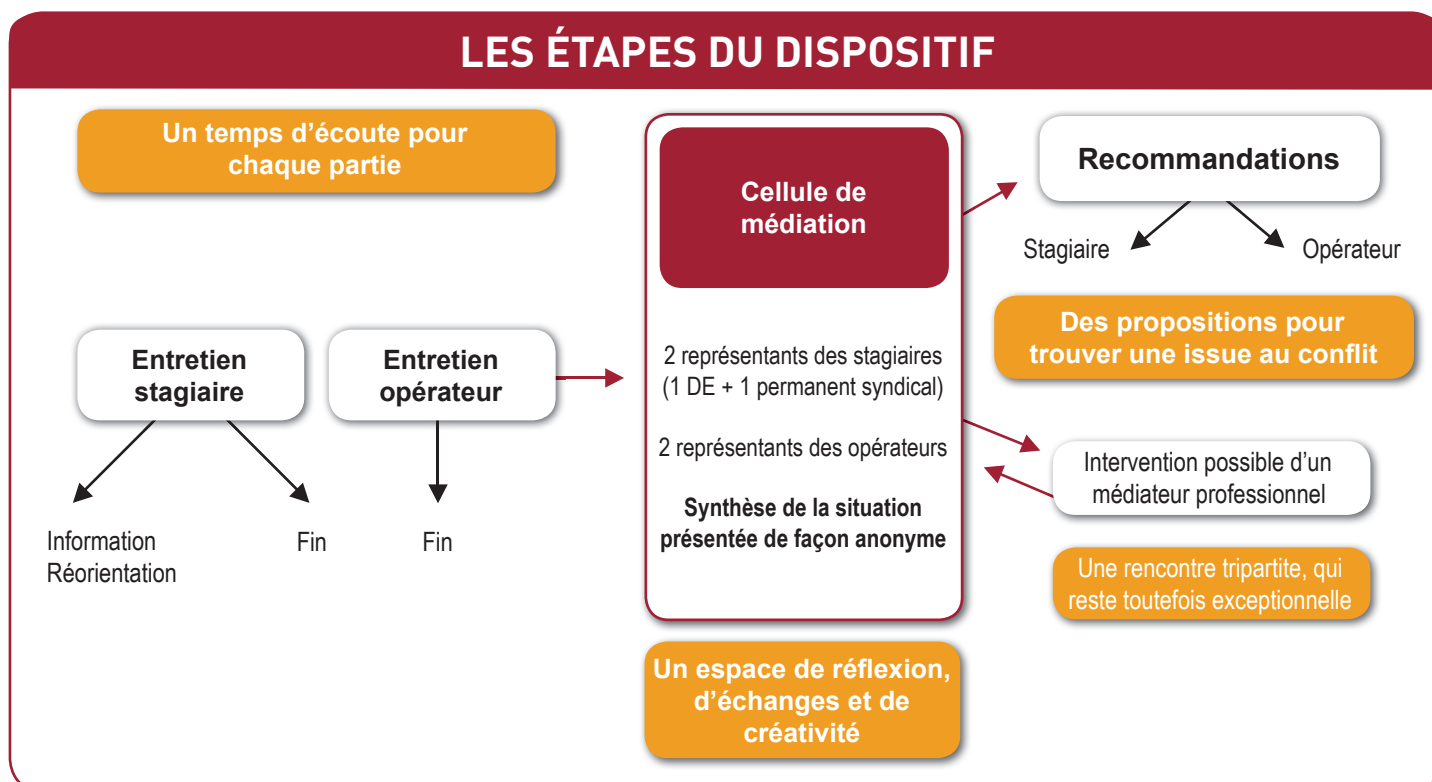 LES ÉTAPES DU DISPOSITIF
Un temps d'écoute pour
chaque partie
Entretien
stagiaire
Entretien
opérateur
Information
Réorientation
Fin
Fin
Cellule de
médiation
2 représentants des stagiaires
(1 DE + 1 permanent syndical)
2 représentants des opérateurs
Synthèse de la situation
présentée de façon anonyme
Un espace de réflexion,
d'échanges et de
créativité
Recommandations
Stagiaire
Opérateur
Des propositions pour
trouver une issue au conflit
Intervention possible d'un
médiateur professionnel
Une rencontre tripartite, qui
reste toutefois exceptionnelle